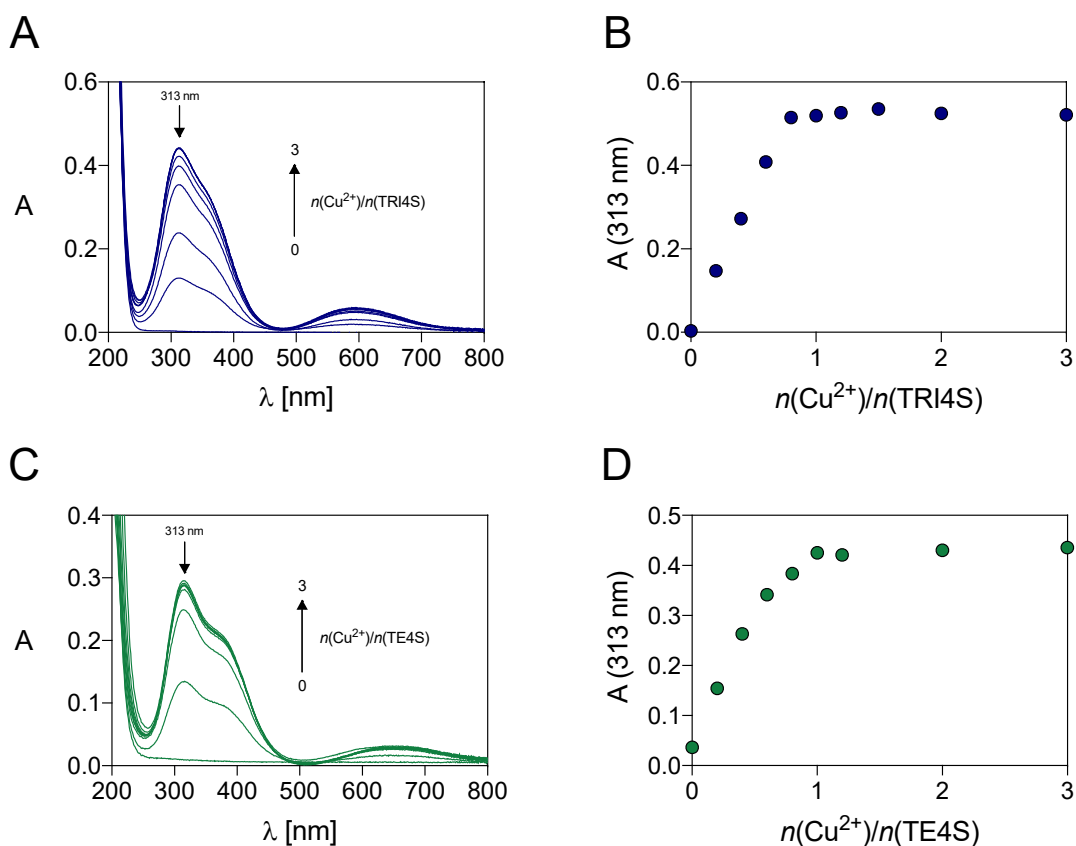 A
0.6
0.4
0.2
0.0
A
313 nm
3
n(Cu²⁺)/n(TRI4S)
0
200 300 400 500 600 700 800
λ [nm]
B
0.6
0.4
0.2
0.0
A (313 nm)
0 1 2 3
n(Cu²⁺)/n(TRI4S)
C
0.4
0.3
0.2
0.1
0.0
A
313 nm
3
n(Cu²⁺)/n(TE4S)
0
200 300 400 500 600 700 800
λ [nm]
D
0.5
0.4
0.3
0.2
0.1
0.0
A (313 nm)
0 1 2 3
n(Cu²⁺)/n(TE4S)